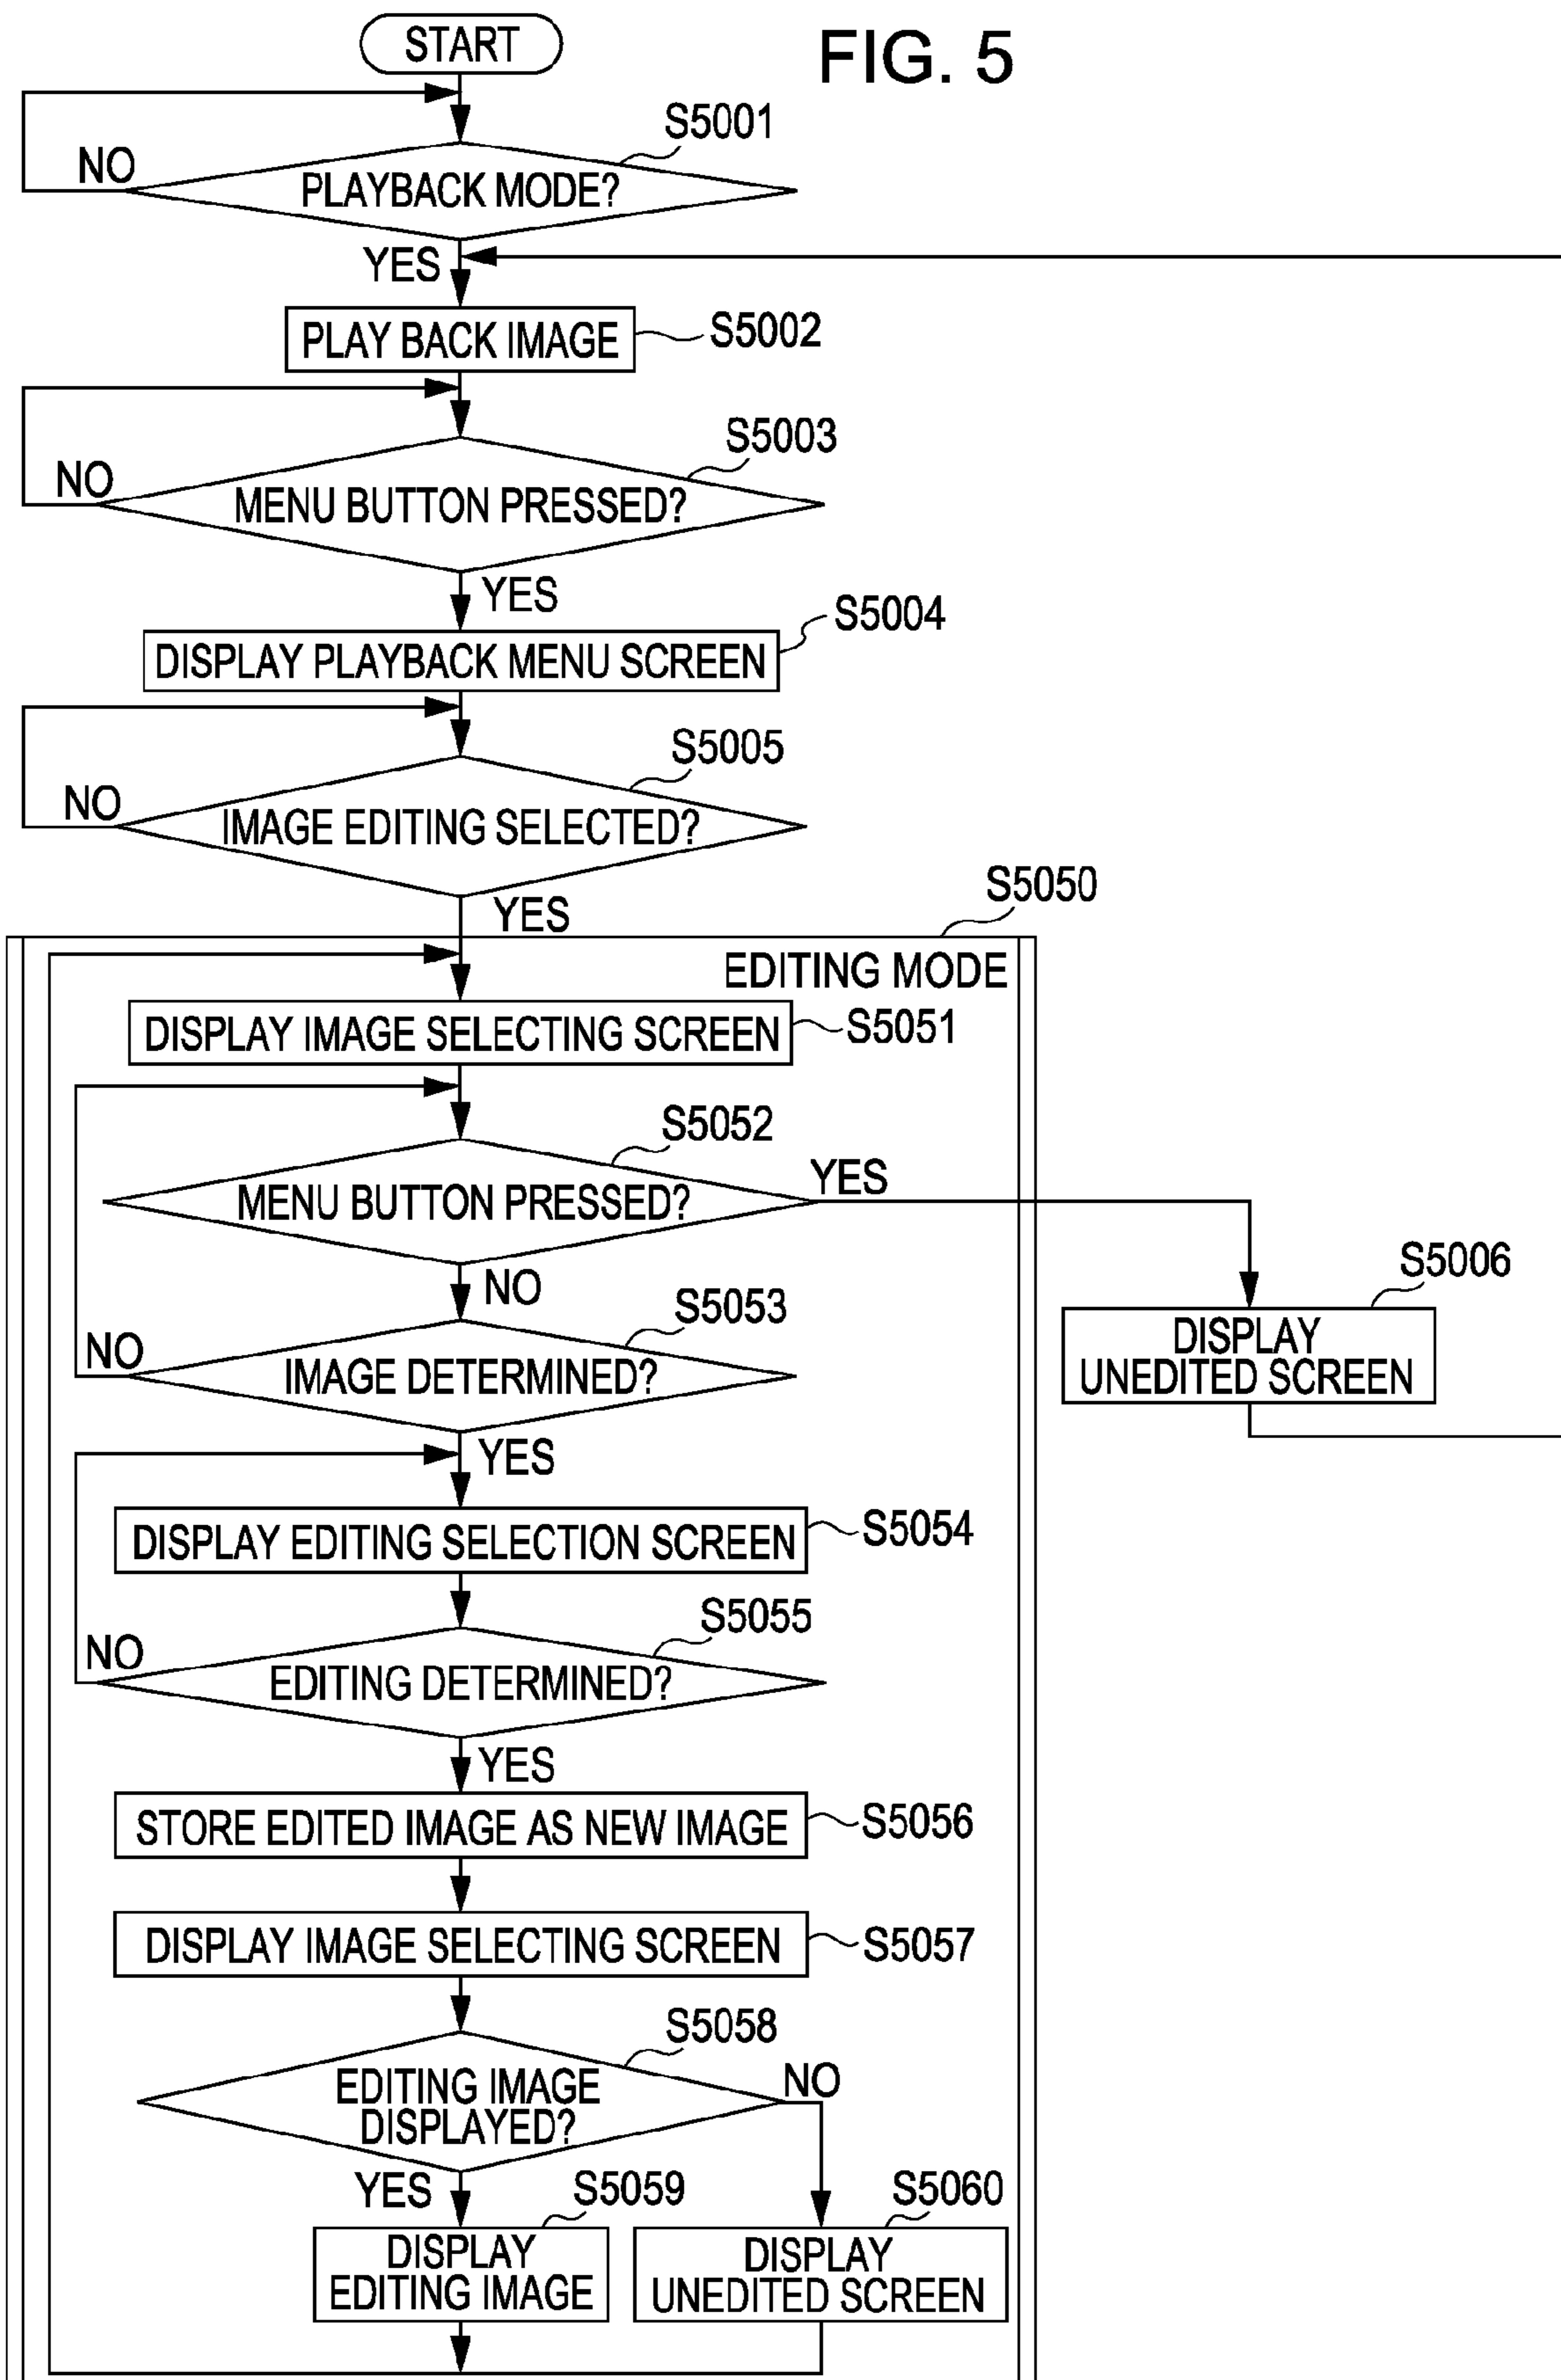 FIG. 5
START
S5001
NO
PLAYBACK MODE?
YES
PLAY BACK IMAGE
S5002
S5003
NO
MENU BUTTON PRESSED?
YES
S5004
DISPLAY PLAYBACK MENU SCREEN
S5005
NO
IMAGE EDITING SELECTED?
YES
S5050
EDITING MODE
DISPLAY IMAGE SELECTING SCREEN
S5051
S5052
YES
MENU BUTTON PRESSED?
NO
S5006
DISPLAY
UNEDITED SCREEN
S5053
NO
IMAGE DETERMINED?
YES
DISPLAY EDITING SELECTION SCREEN
S5054
S5055
NO
EDITING DETERMINED?
YES
STORE EDITED IMAGE AS NEW IMAGE
S5056
DISPLAY IMAGE SELECTING SCREEN
S5057
S5058
EDITING IMAGE
DISPLAYED?
NO
YES
S5059
DISPLAY
EDITING IMAGE
S5060
DISPLAY
UNEDITED SCREEN